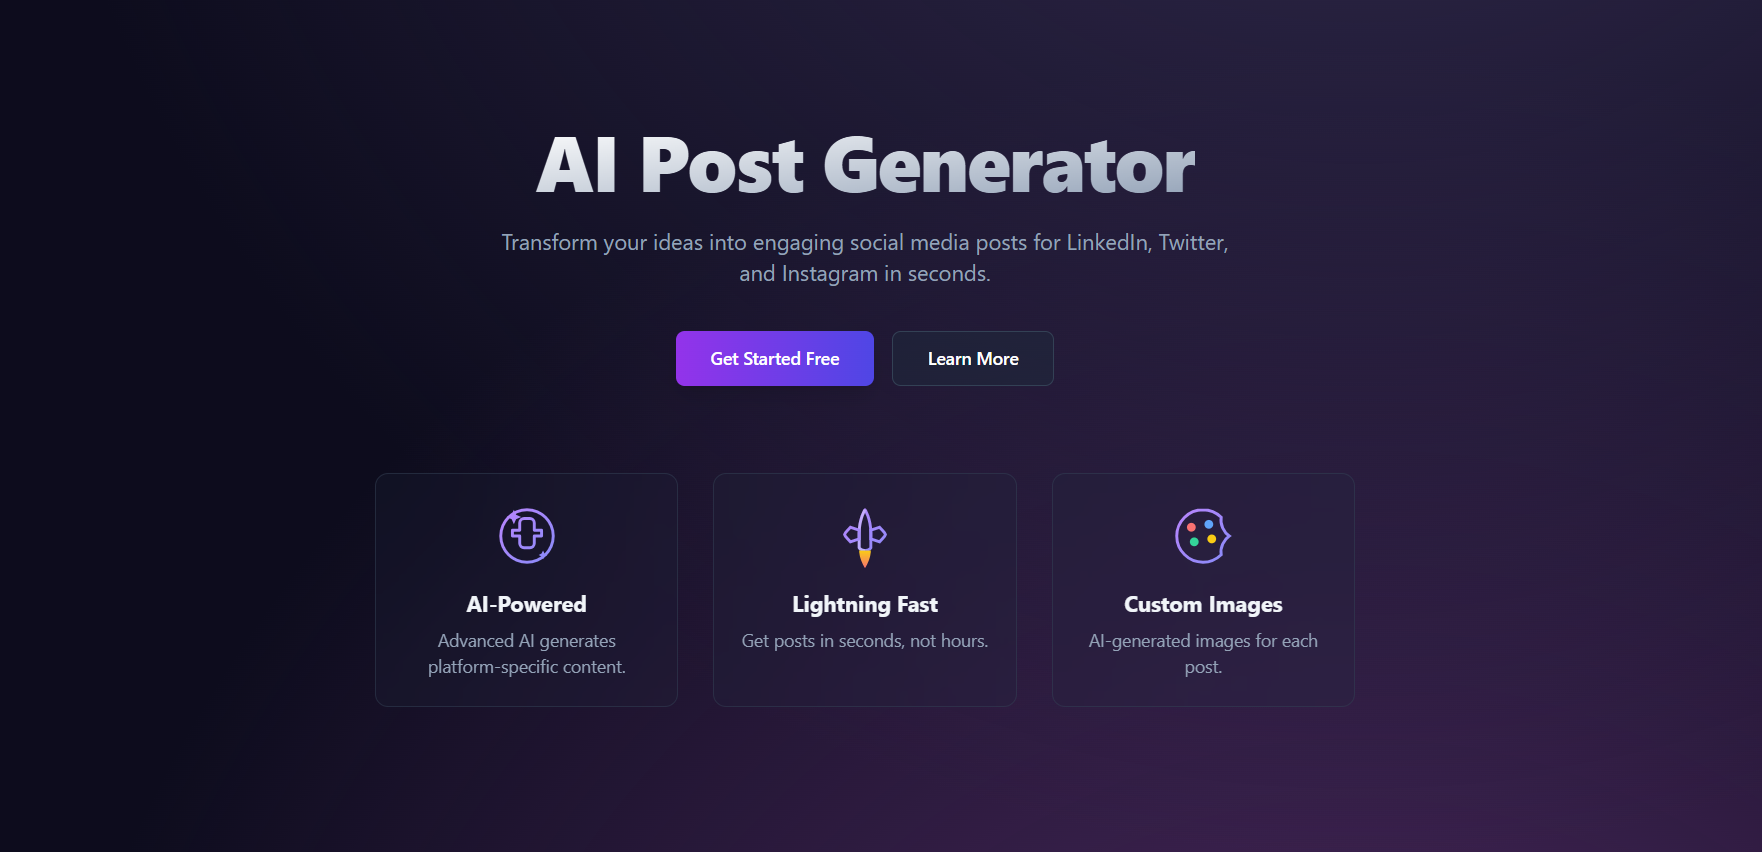 AI Post Generator
Transform your ideas into engaging social media posts for LinkedIn, Twitter,
and Instagram in seconds.
Get Started Free
Learn More
AI-Powered
Advanced AI generates
platform-specific content.
Lightning Fast
Get posts in seconds, not hours.
Custom Images
AI-generated images for each
post.